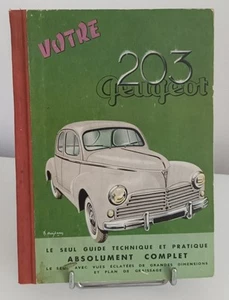 VOTRE
203
Peugeot
LE SEUL GUIDE TECHNIQUE ET PRATIQUE
ABSOLUMENT COMPLET
LE SEUL AVEC VUES ÉCLATÉES DE GRANDES DIMENSIONS
ET PLAN DE GRAISSAGE